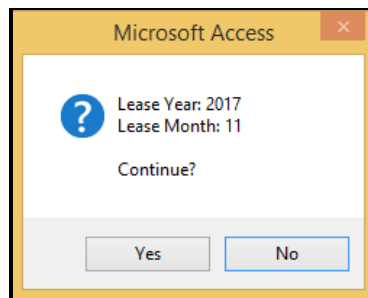 Microsoft Access
Lease Year: 2017
Lease Month: 11
Continue?
Yes
No